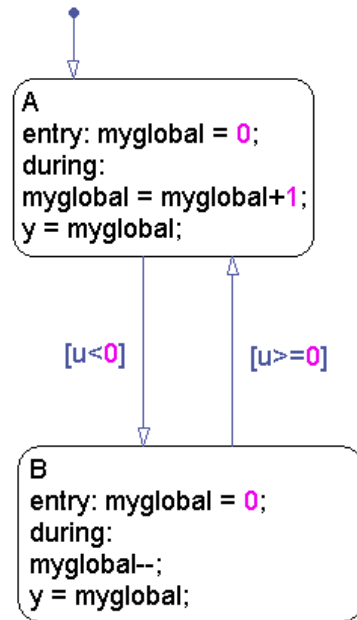 A
entry: myglobal = 0;
during:
myglobal = myglobal+1;
y = myglobal;
[u<0]
[u>=0]
B
entry: myglobal = 0;
during:
myglobal--;
y = myglobal;